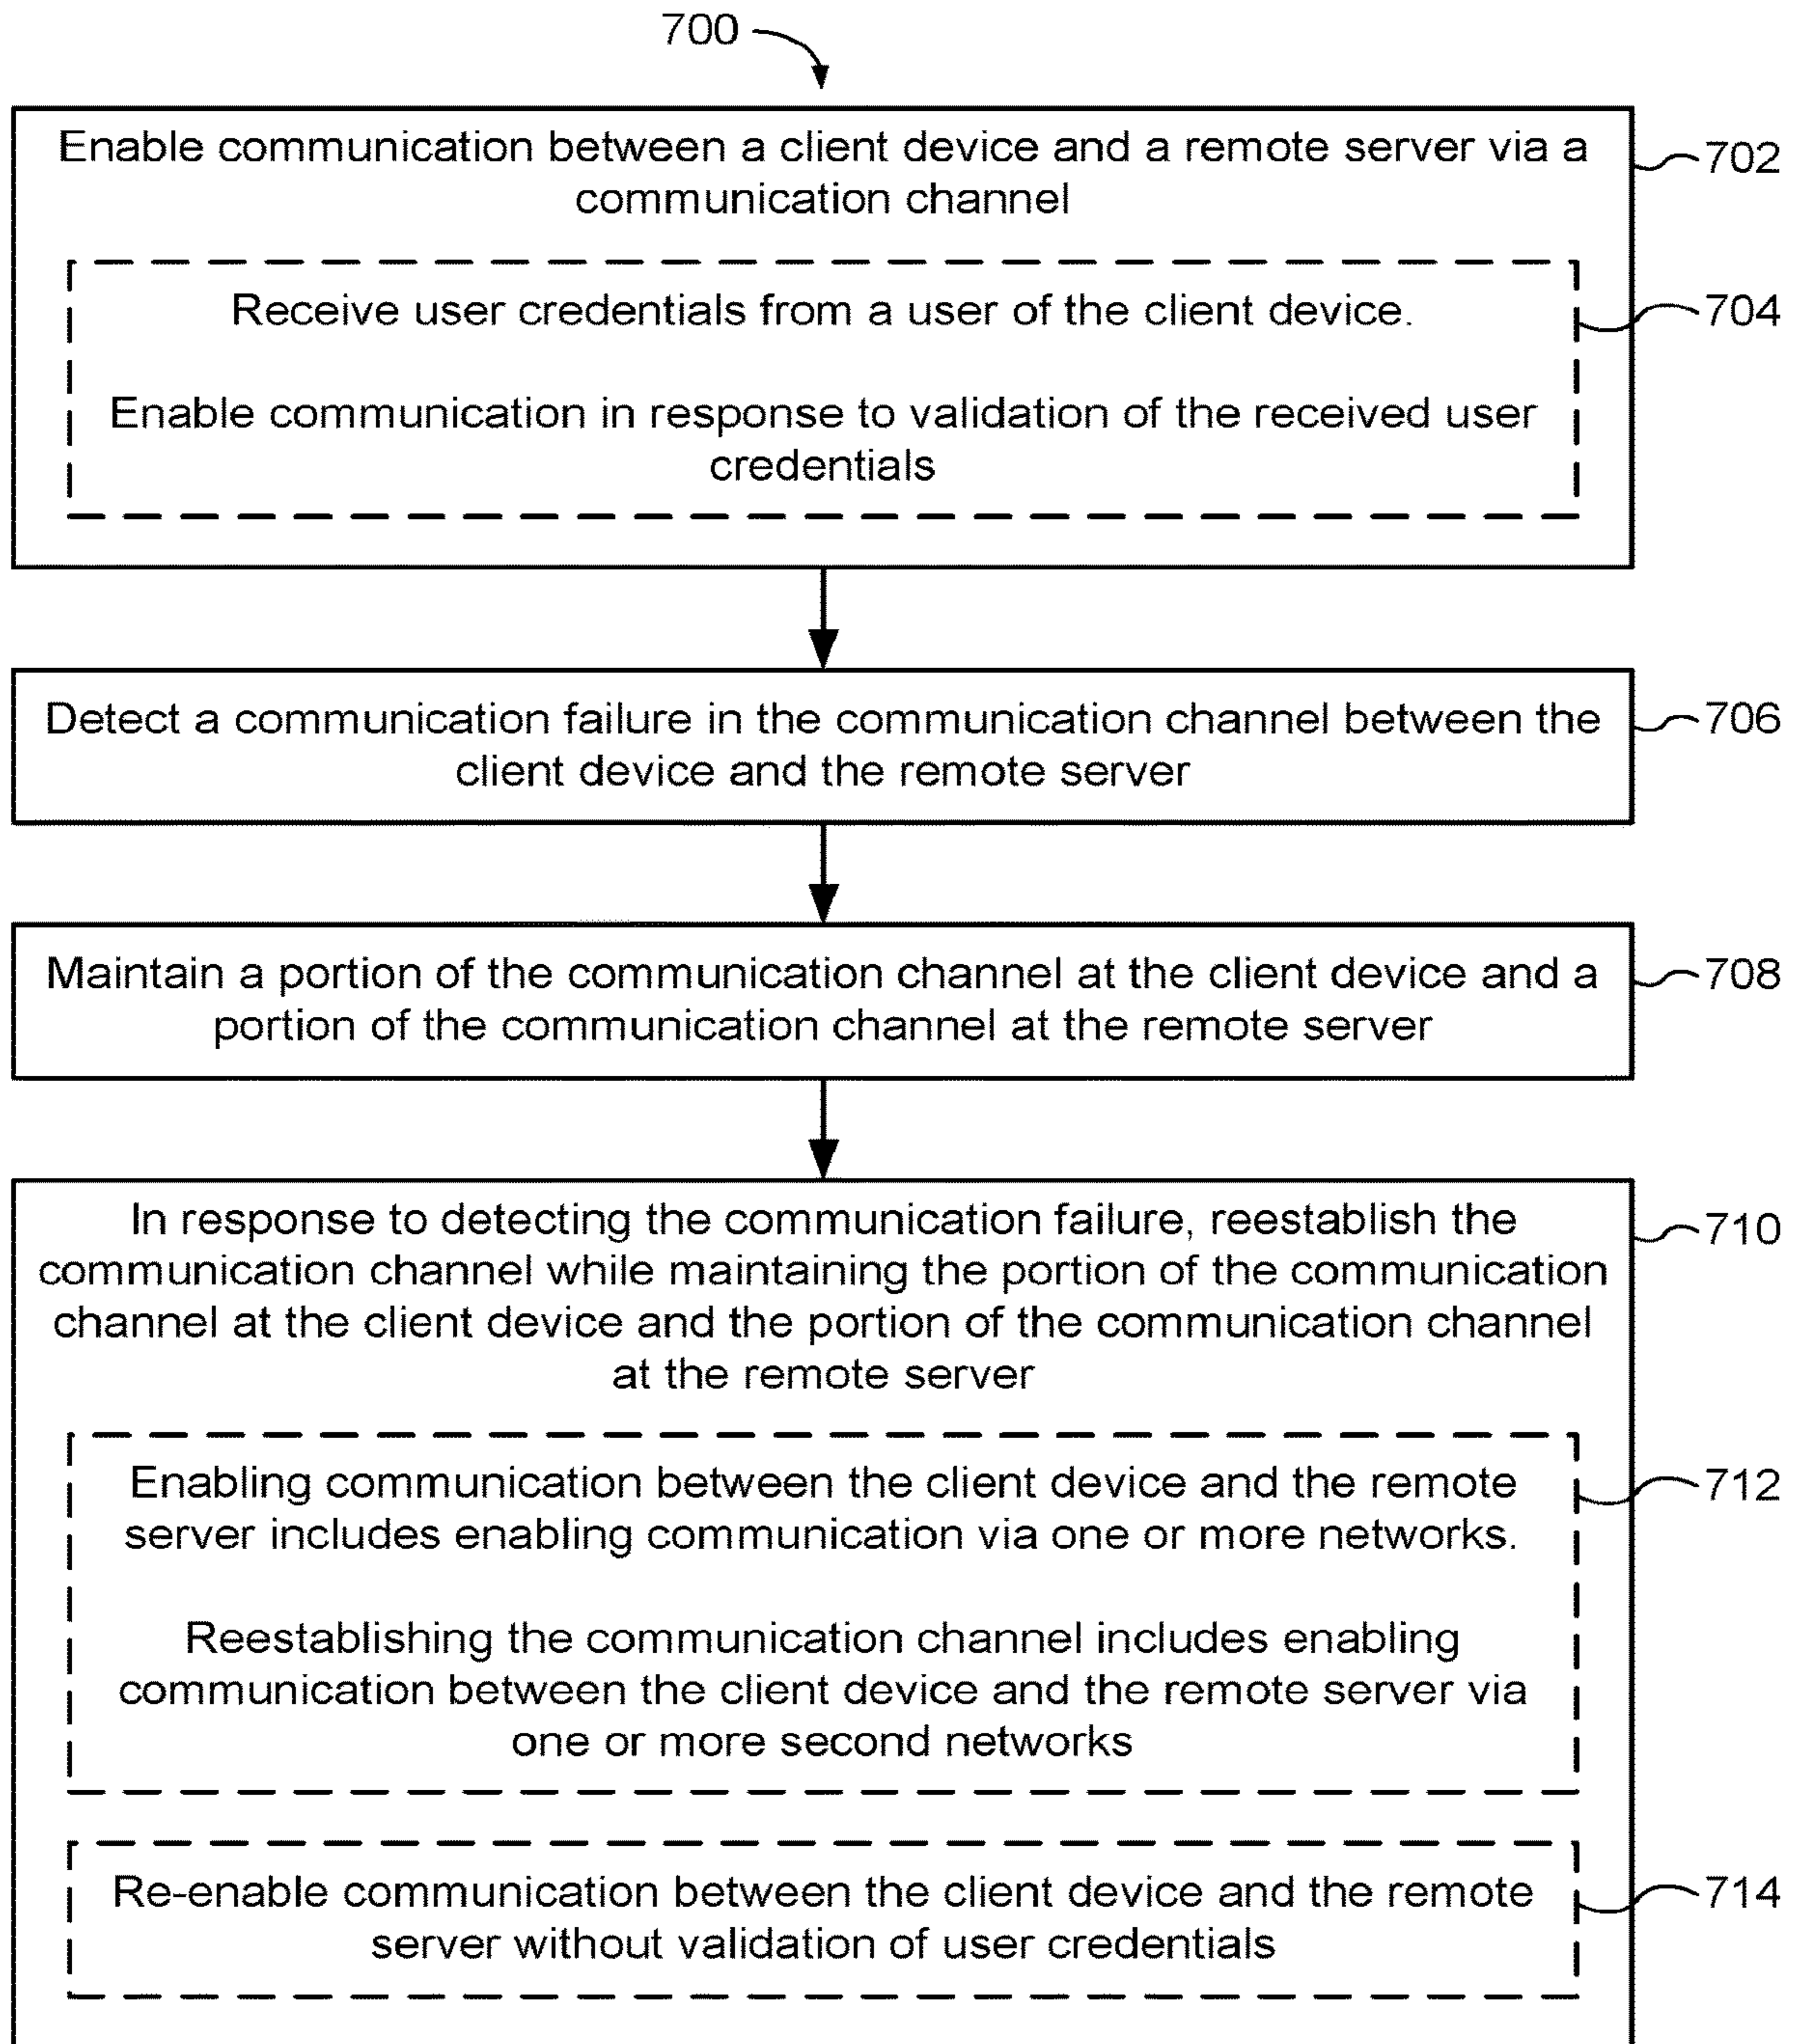 700
Enable communication between a client device and a remote server via a
communication channel
702
Receive user credentials from a user of the client device.
704
Enable communication in response to validation of the received user
credentials
Detect a communication failure in the communication channel between the
client device and the remote server
706
Maintain a portion of the communication channel at the client device and a
portion of the communication channel at the remote server
708
In response to detecting the communication failure, reestablish the
communication channel while maintaining the portion of the communication
channel at the client device and the portion of the communication channel
at the remote server
710
Enabling communication between the client device and the remote
server includes enabling communication via one or more networks.
712
Reestablishing the communication channel includes enabling
communication between the client device and the remote server via
one or more second networks
Re-enable communication between the client device and the remote
server without validation of user credentials
714